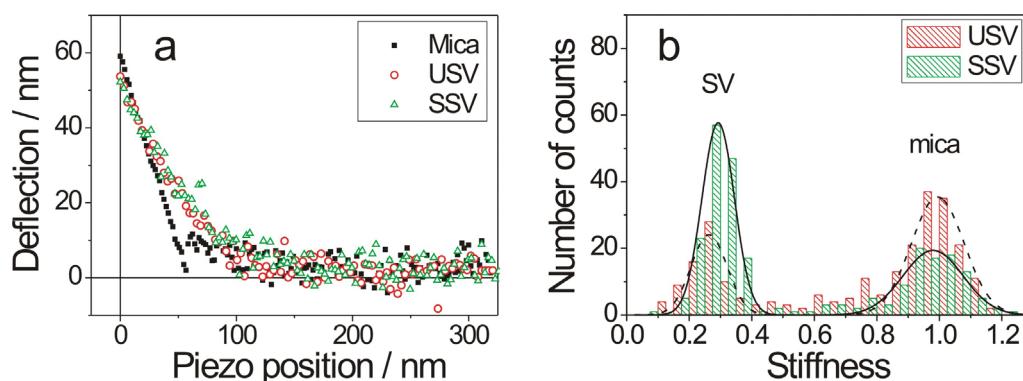 a
Mica
USV
SSV
Deflection / nm
60
40
20
0
0
100
200
300
Piezo position / nm
b
USV
SSV
SV
mica
Number of counts
80
60
40
20
0
0.0
0.2
0.4
0.6
0.8
1.0
1.2
Stiffness